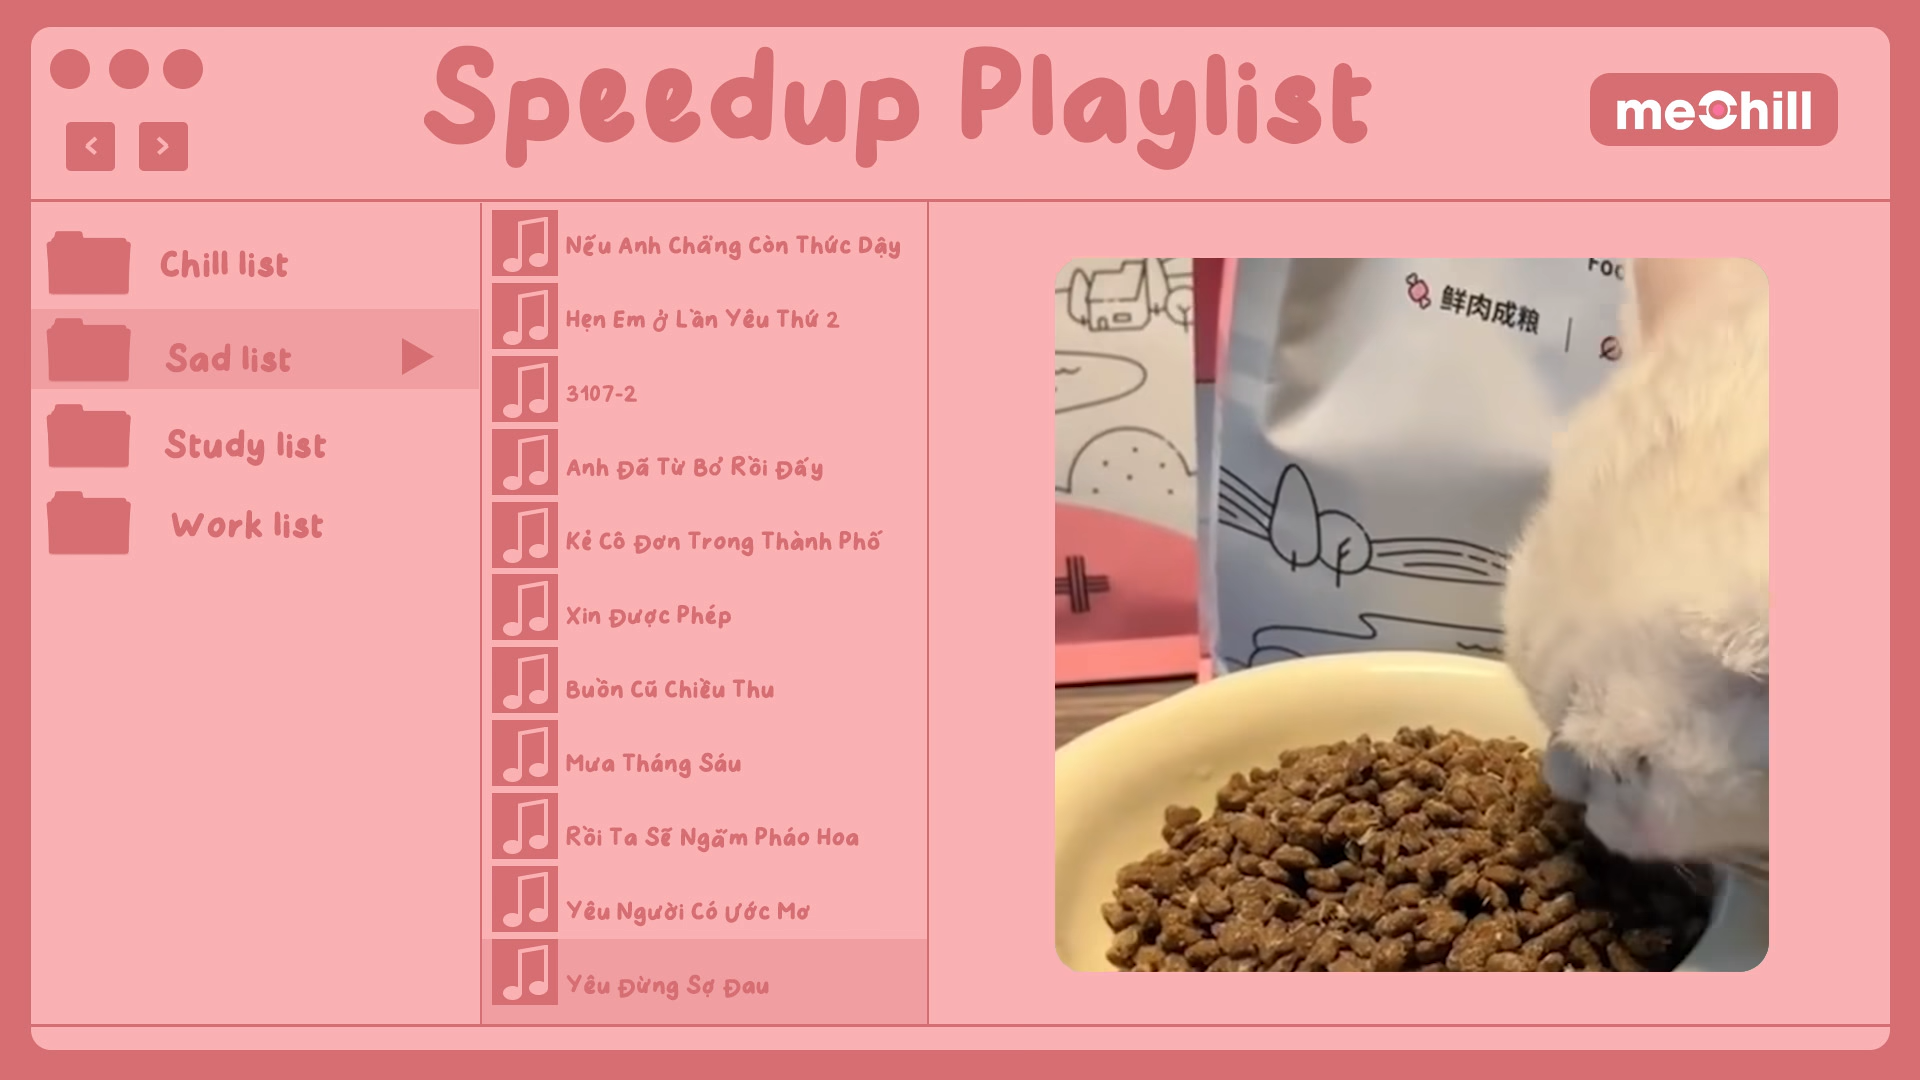 Speedup Playlist
mechill
Chill list
Sad list
Study list
Work list
Nếu Anh Chẳng Còn Thức Dậy
Hẹn Em ở Lần Yêu Thứ 2
3107-2
Anh Đã Từ Bỏ Rồi Đấy
Kẻ Cô Đơn Trong Thành Phố
Xin Được Phép
Buồn Cũ Chiều Thu
Mưa Tháng Sáu
Rồi Ta Sẽ Ngắm Pháo Hoa
Yêu Người Có Ước Mơ
Yêu Đừng Sợ Đau
鲜肉成粮